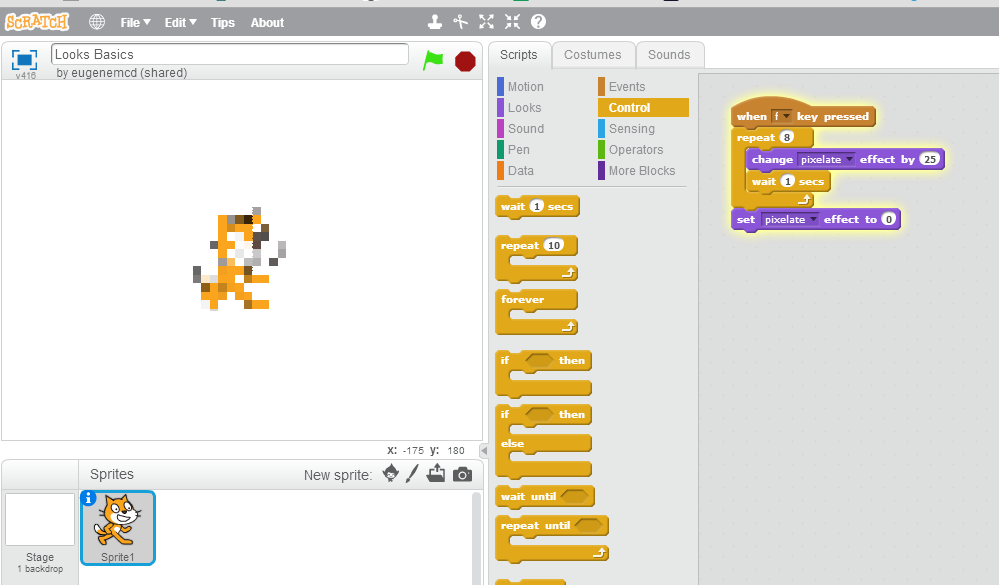 SCRATCH File Edit Tips About
v416
Looks Basics
by eugenemcd (shared)
Scripts Costumes Sounds
Motion Events
Looks Control
Sound Sensing
Pen Operators
Data More Blocks
wait 1 secs
repeat 10
forever
if then
if then
else
wait until
repeat until
when f key pressed
repeat 8
change pixelate effect by 25
wait 1 secs
set pixelate effect to 0
x: -175 y: 180
Sprites New sprite:
Stage
1 backdrop
Sprite1